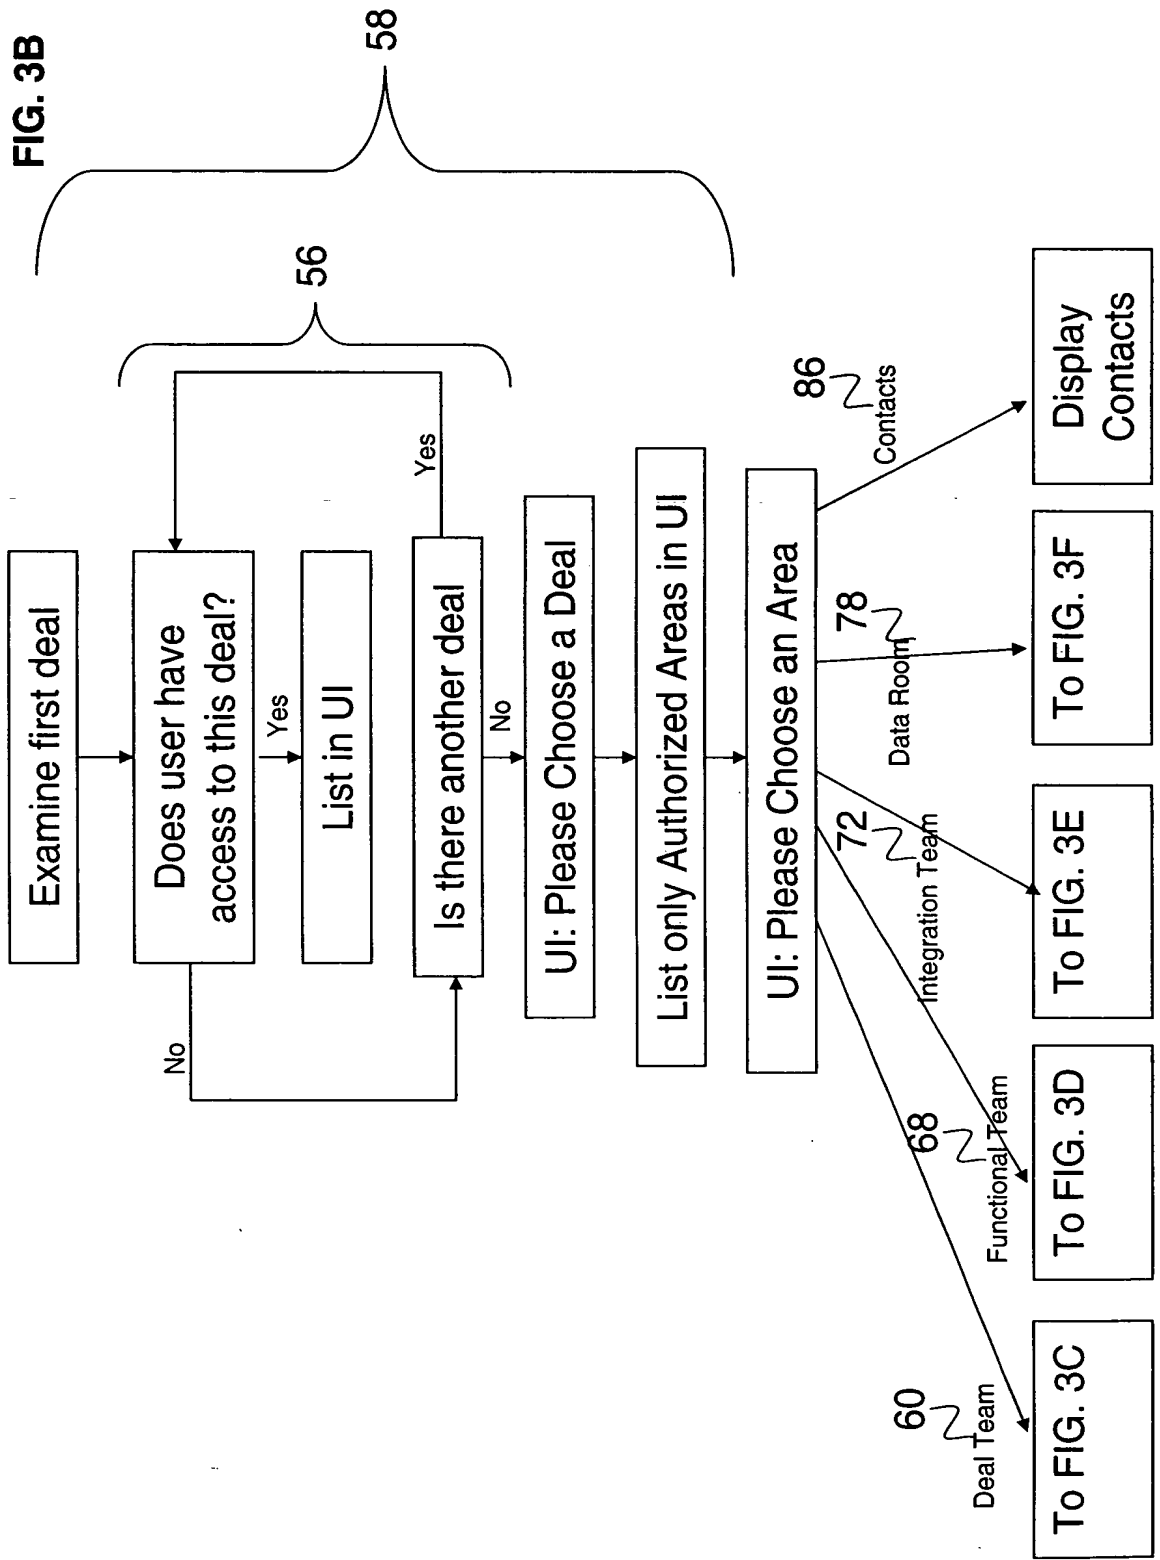 FIG. 3B
58
56
Examine first deal
Does user have
access to this deal?
No
Yes
List in UI
Is there another deal
Yes
No
UI: Please Choose a Deal
List only Authorized Areas in UI
UI: Please Choose an Area
60
Deal Team
68
Functional Team
72
Integration Team
78
Data Room
86
Contacts
To FIG. 3C
To FIG. 3D
To FIG. 3E
To FIG. 3F
Display
Contacts